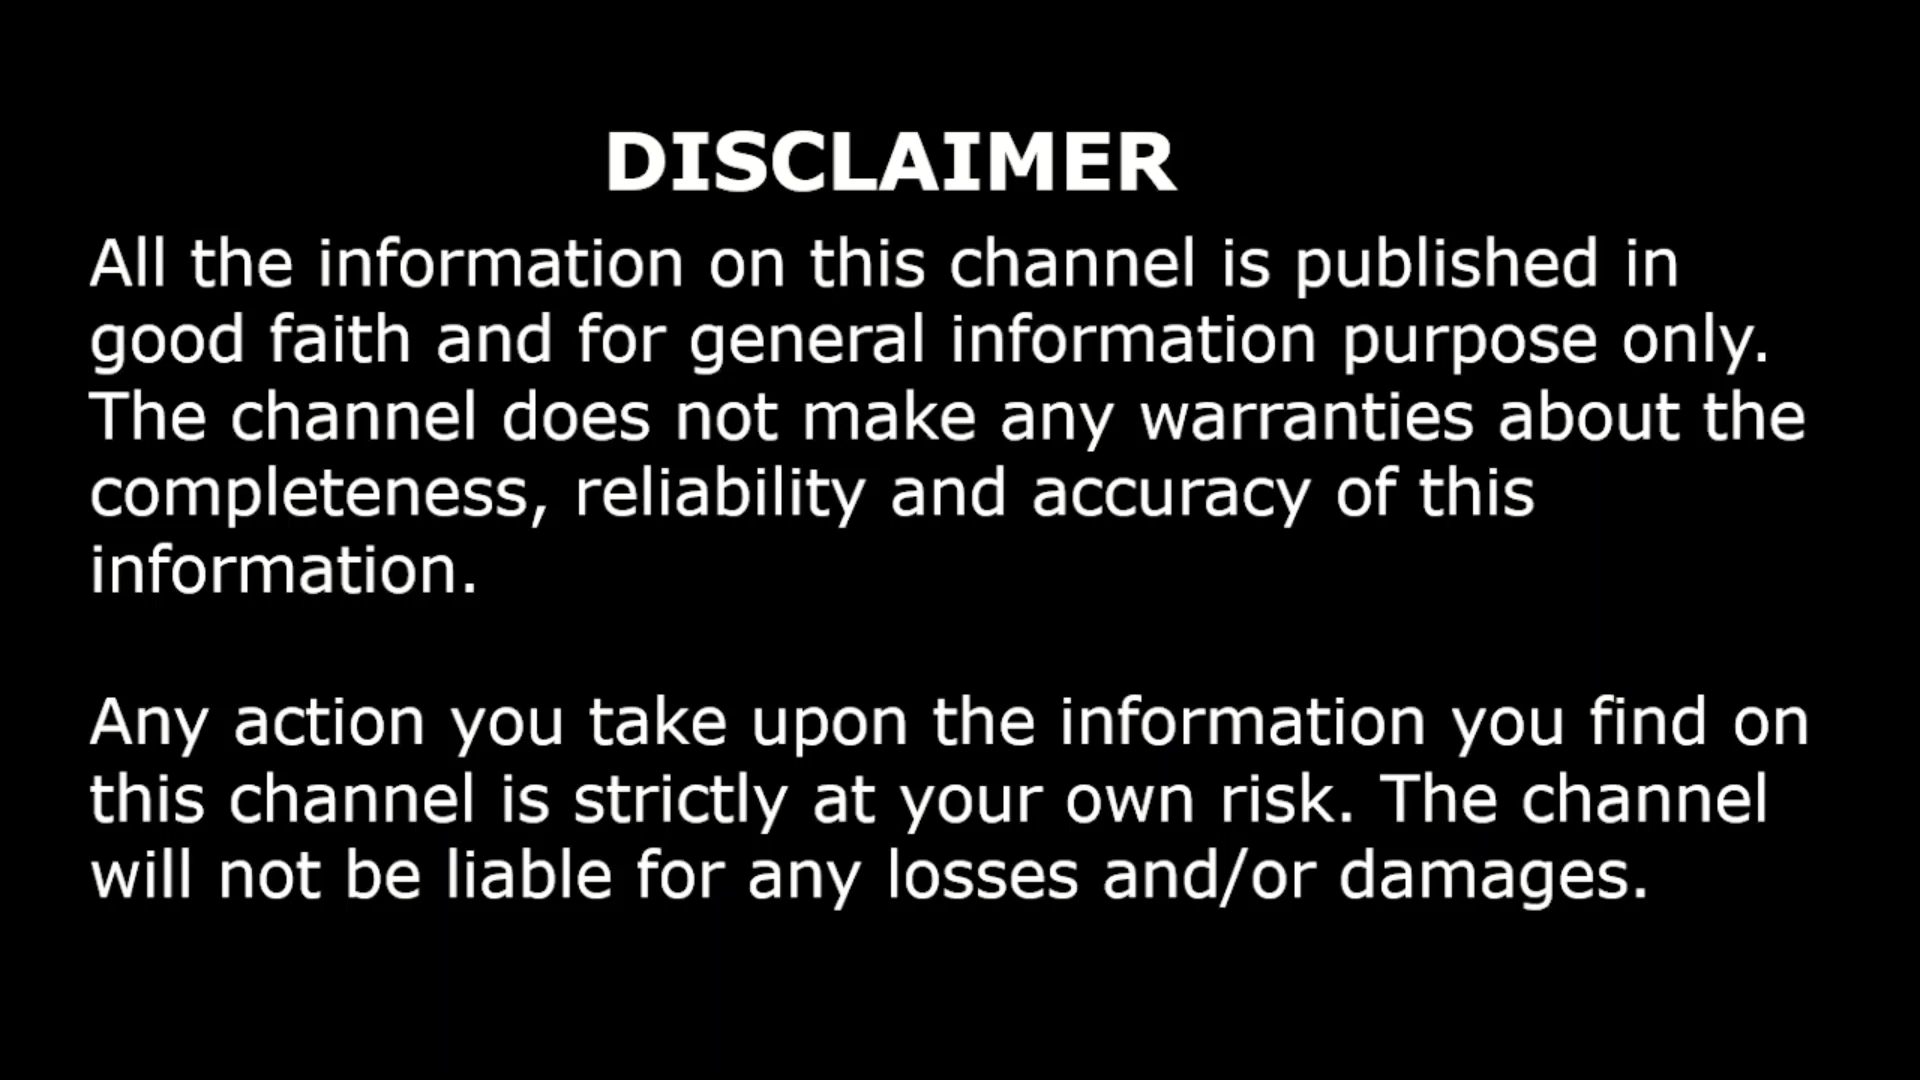 DISCLAIMER
All the information on this channel is published in
good faith and for general information purpose only.
The channel does not make any warranties about the
completeness, reliability and accuracy of this
information.
Any action you take upon the information you find on
this channel is strictly at your own risk. The channel
will not be liable for any losses and/or damages.